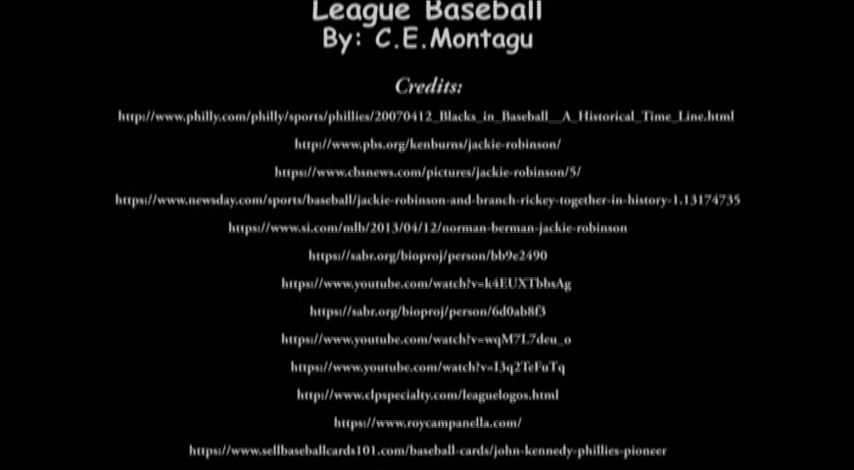 League Baseball
By: C.E.Montagu
Credits:
http://www.philly.com/philly/sports/phillies/20070412_Blacks_in_Baseball__A_Historical_Time_Line.html
http://www.pbs.org/kenburns/jackie-robinson/
https://www.cbsnews.com/pictures/jackie-robinson/5/
https://www.newsday.com/sports/baseball/jackie-robinson-and-branch-rickey-together-in-history-1.13174735
https://www.si.com/mlb/2013/04/12/norman-berman-jackie-robinson
https://sabr.org/bioproj/person/bb9e2490
https://www.youtube.com/watch?v=k4EUXTbbsAg
https://sabr.org/bioproj/person/6d0ab8f3
https://www.youtube.com/watch?v=wqM7L7deu_o
https://www.youtube.com/watch?v=I3q2TeFuTq
http://www.clpspecialty.com/leaguelogos.html
https://www.roycampanella.com/
https://www.sellbaseballcards101.com/baseball-cards/john-kennedy-phillies-pioneer